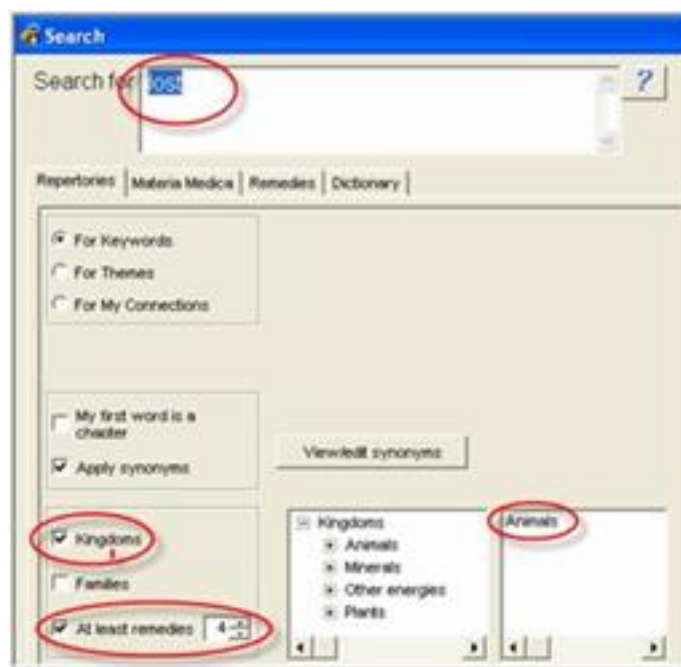 Search
Search for lost ?
Repertories Materia Medica Remedies Dictionary
For Keywords
For Themes
For My Connections
My first word is a
chapter
Apply synonyms
View/edit synonyms
Kingdoms
Families
At least remedies 4
Kingdoms
Animals
Minerals
Other energies
Plants
Animals